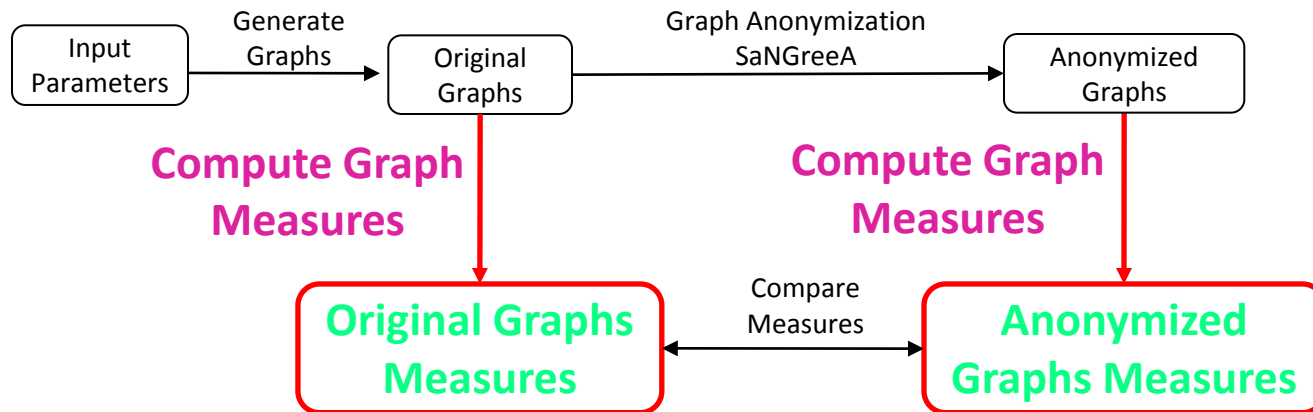 Input
Parameters
Generate
Graphs
Original
Graphs
Graph Anonymization
SaNGreeA
Anonymized
Graphs
Compute Graph
Measures
Compute Graph
Measures
Original Graphs
Measures
Compare
Measures
Anonymized
Graphs Measures